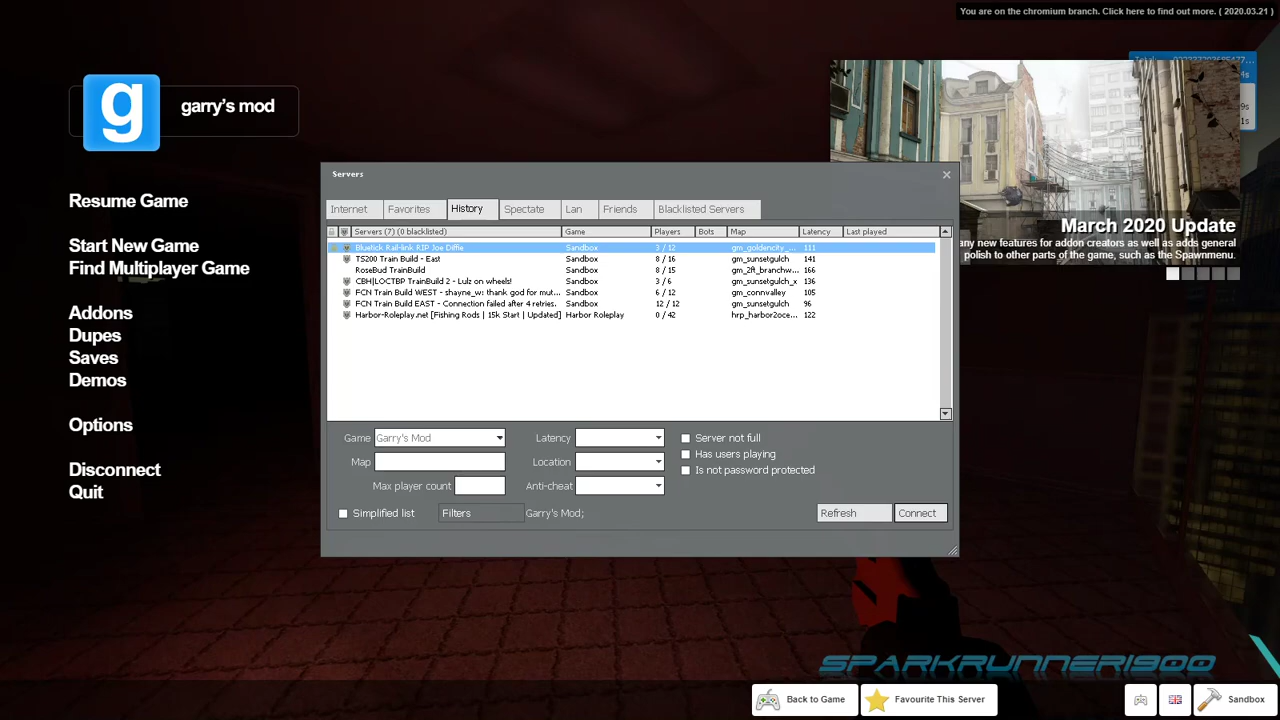 You are on the chromium branch. Click here to find out more. ( 2020.03.21 )
g garry's mod
Resume Game
Start New Game
Find Multiplayer Game
Addons
Dupes
Saves
Demos
Options
Disconnect
Quit
March 2020 Update
any new features for addon creators as well as adds general
polish to other parts of the game, such as the Spawnmenu.
Servers
Internet Favorites History Spectate Lan Friends Blacklisted Servers
Servers (7) (0 blacklisted) Game Players Bots Map Latency Last played
Bluelick Rail-link RIP Joe Diffie Sandbox 3 / 12 gm_goldencity_... 111
TS200 Train Build - East Sandbox 8 / 16 gm_sunsetgulch 141
RoseBud TrainBuild Sandbox 8 / 15 gm_2ft_branchw... 166
CBH|LOCTBP TrainBuild 2 - Lulz on wheels! Sandbox 3 / 6 gm_sunsetgulch_x 136
FCN Train Build WEST - shayne_w: thank god for mut... Sandbox 6 / 12 gm_connvalley 105
FCN Train Build EAST - Connection failed after 4 retries. Sandbox 12 / 12 gm_sunsetgulch 96
Harbor-Roleplay.net [Fishing Rods | 15k Start | Updated] Harbor Roleplay 0 / 42 hrp_harbor2oce... 122
Game Garry's Mod Latency Server not full
Has users playing
Map Location Is not password protected
Max player count Anti-cheat
Simplified list Filters Garry's Mod; Refresh Connect
SPARKRUNNER1900
Back to Game Favourite This Server Sandbox